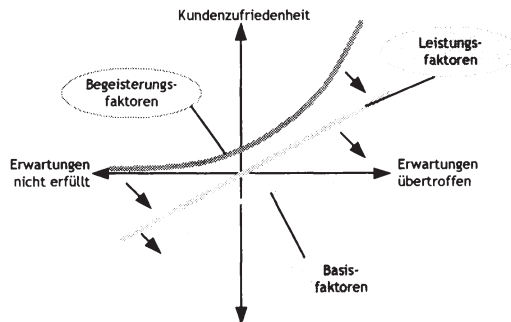 Kundenzufriedenheit
Leistungs-
faktoren
Begeisterungs-
faktoren
Erwartungen
nicht erfüllt
Erwartungen
übertroffen
Basis-
faktoren